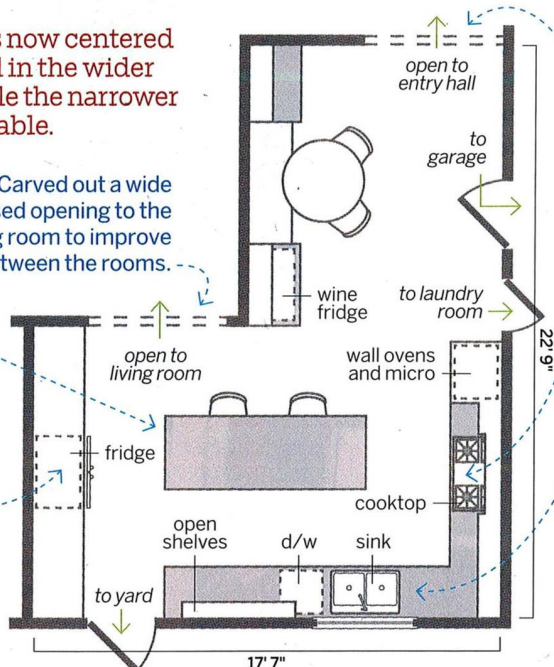 s now centered
l in the wider
le the narrower
able.
Carved out a wide
sed opening to the
g room to improve
tween the rooms.
open to
entry hall
to
garage
wine
fridge
to laundry
room
open to
living room
wall ovens
and micro
22' 9"
fridge
cooktop
open
shelves
d/w
sink
to yard
17' 7"